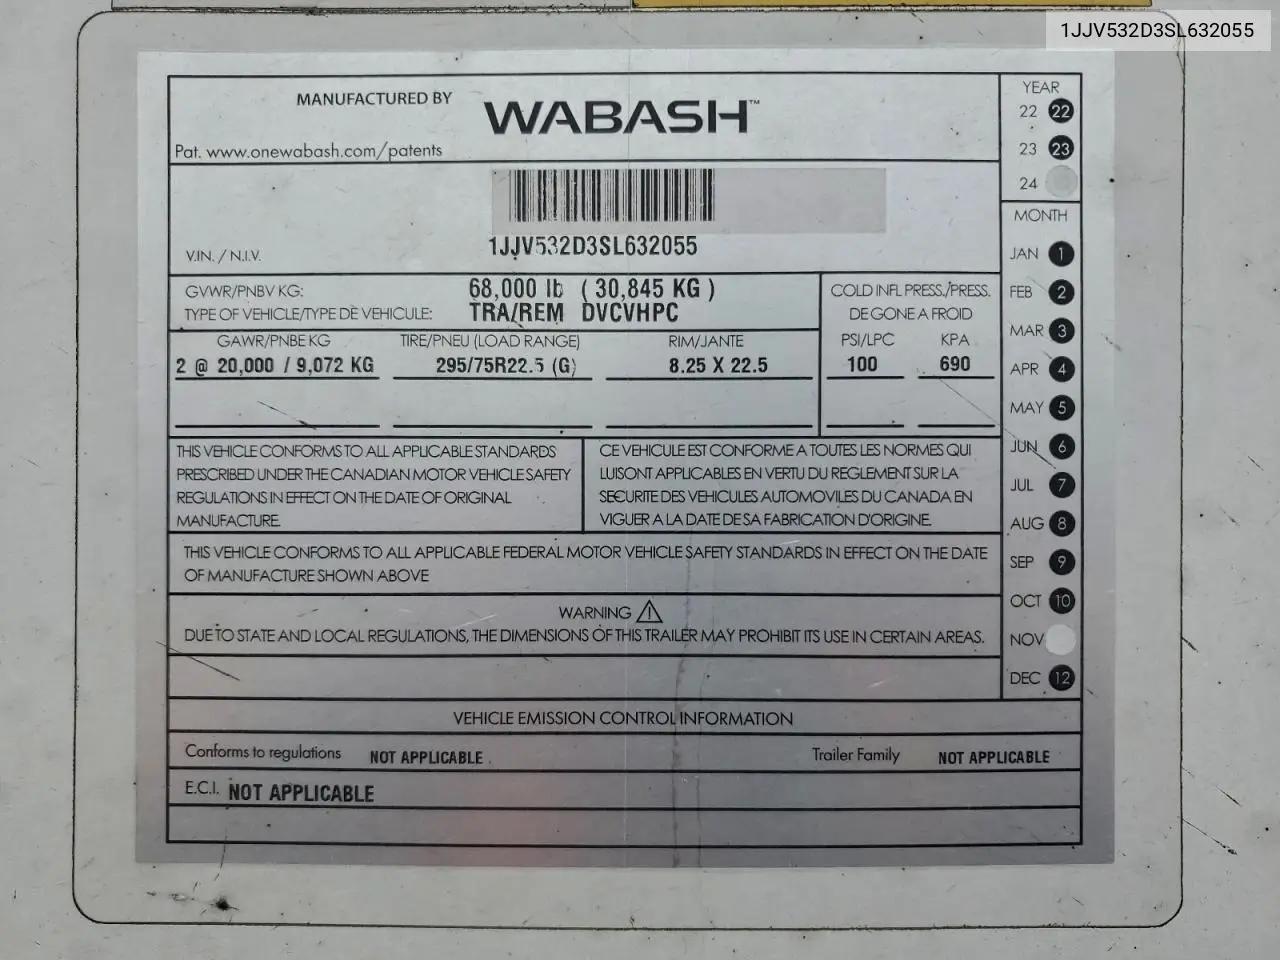 1JJV532D3SL632055
MANUFACTURED BY WABASH™
Pat. www.onewabash.com/patents
V.I.N. / N.I.V.
1JJV532D3SL632055
GVWR/PNBV KG: 68,000 lb ( 30,845 KG )
TYPE OF VEHICLE/TYPE DE VEHICULE: TRA/REM DVCVHPC
COLD INFL PRESS./PRESS.
DE GONE A FROID
GAWR/PNBE KG TIRE/PNEU (LOAD RANGE) RIM/JANTE PSI/LPC KPA
2 @ 20,000 / 9,072 KG 295/75R22.5 (G) 8.25 X 22.5 100 690
THIS VEHICLE CONFORMS TO ALL APPLICABLE STANDARDS
PRESCRIBED UNDER THE CANADIAN MOTOR VEHICLE SAFETY
REGULATIONS IN EFFECT ON THE DATE OF ORIGINAL
MANUFACTURE.
CE VEHICULE EST CONFORME A TOUTES LES NORMES QUI
LUISONT APPLICABLES EN VERTU DU REGLEMENT SUR LA
SECURITE DES VEHICULES AUTOMOVILES DU CANADA EN
VIGUER A LA DATE DE SA FABRICATION D'ORIGINE.
THIS VEHICLE CONFORMS TO ALL APPLICABLE FEDERAL MOTOR VEHICLE SAFETY STANDARDS IN EFFECT ON THE DATE
OF MANUFACTURE SHOWN ABOVE
WARNING
DUE TO STATE AND LOCAL REGULATIONS, THE DIMENSIONS OF THIS TRAILER MAY PROHIBIT ITS USE IN CERTAIN AREAS.
YEAR
22 22
23 23
24
MONTH
JAN 1
FEB 2
MAR 3
APR 4
MAY 5
JUN 6
JUL 7
AUG 8
SEP 9
OCT 10
NOV
DEC 12
VEHICLE EMISSION CONTROL INFORMATION
Conforms to regulations NOT APPLICABLE Trailer Family NOT APPLICABLE
E.C.I. NOT APPLICABLE